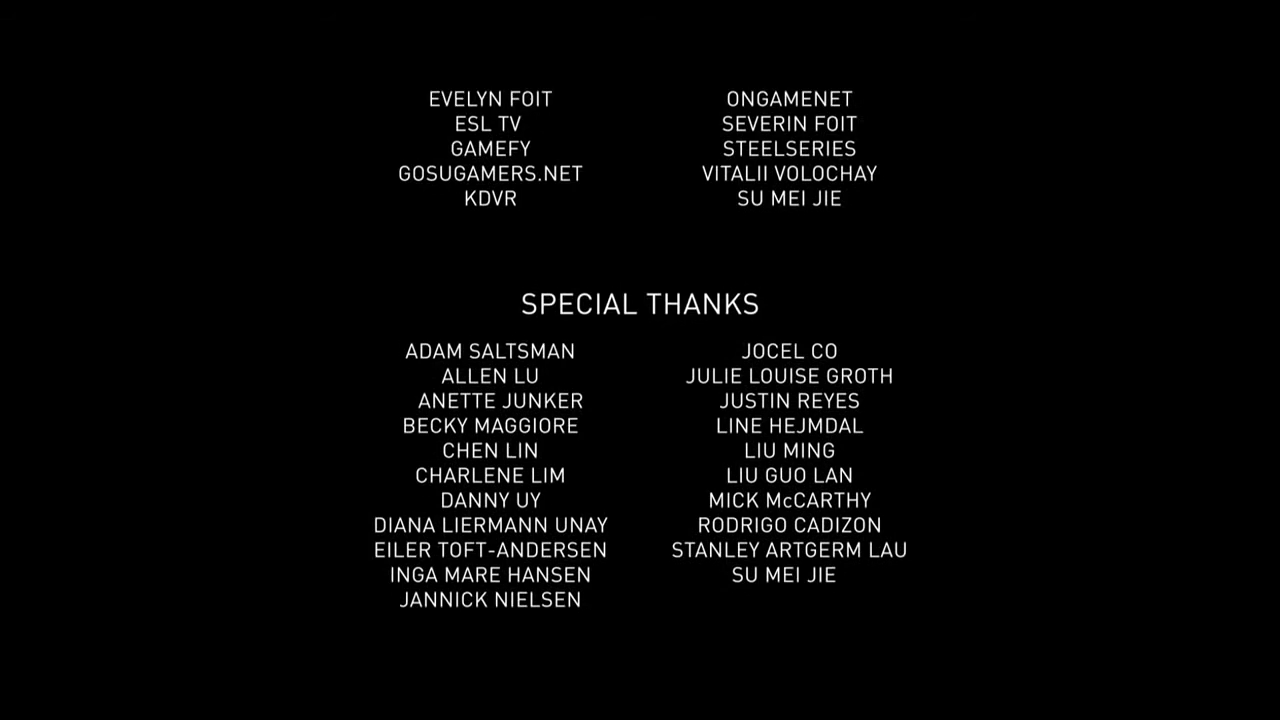 EVELYN FOIT
ESL TV
GAMEFY
GOSUGAMERS.NET
KDVR
ONGAMENET
SEVERIN FOIT
STEELSERIES
VITALII VOLOCHAY
SU MEI JIE
SPECIAL THANKS
ADAM SALTSMAN
ALLEN LU
ANETTE JUNKER
BECKY MAGGIORE
CHEN LIN
CHARLENE LIM
DANNY UY
DIANA LIERMANN UNAY
EILER TOFT-ANDERSEN
INGA MARE HANSEN
JANNICK NIELSEN
JOCEL CO
JULIE LOUISE GROTH
JUSTIN REYES
LINE HEJMDAL
LIU MING
LIU GUO LAN
MICK McCARTHY
RODRIGO CADIZON
STANLEY ARTGERM LAU
SU MEI JIE